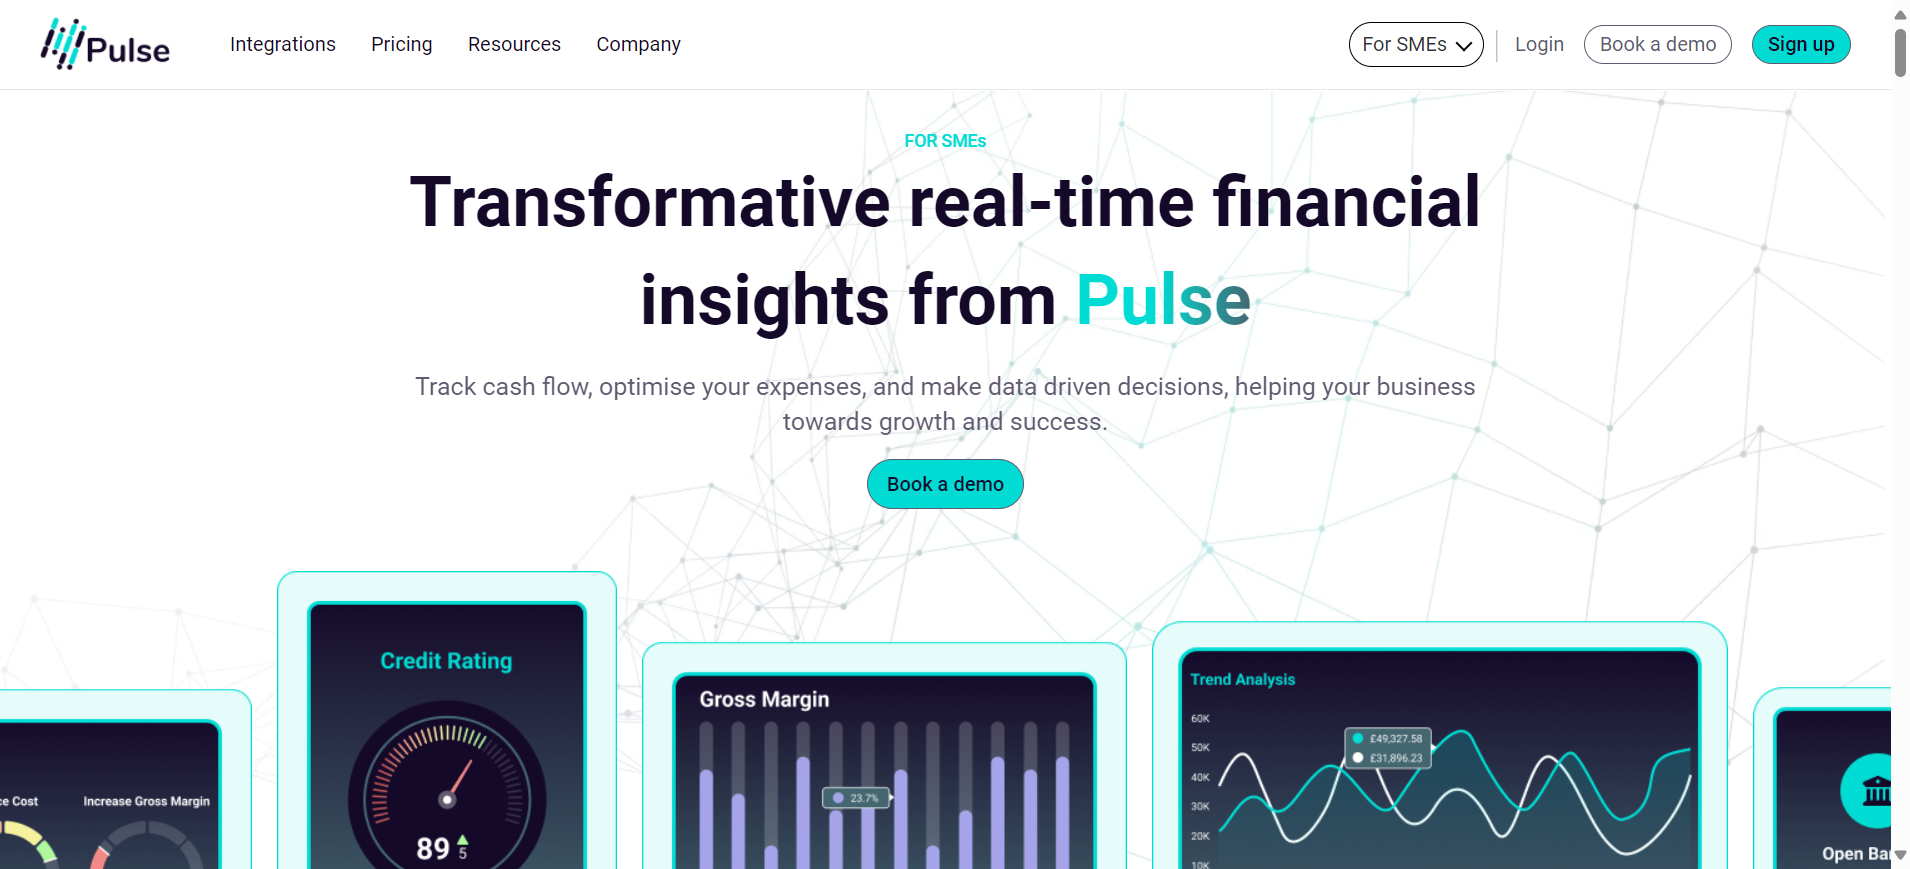 Pulse
Integrations
Pricing
Resources
Company
For SMEs
Login
Book a demo
Sign up
FOR SMEs
Transformative real-time financial
insights from Pulse
Track cash flow, optimise your expenses, and make data driven decisions, helping your business
towards growth and success.
Book a demo
Cost
Increase Gross Margin
Credit Rating
89
5
Gross Margin
23.7%
Trend Analysis
60K
50K
40K
30K
20K
10K
£49,327.58
£31,896.23
Open